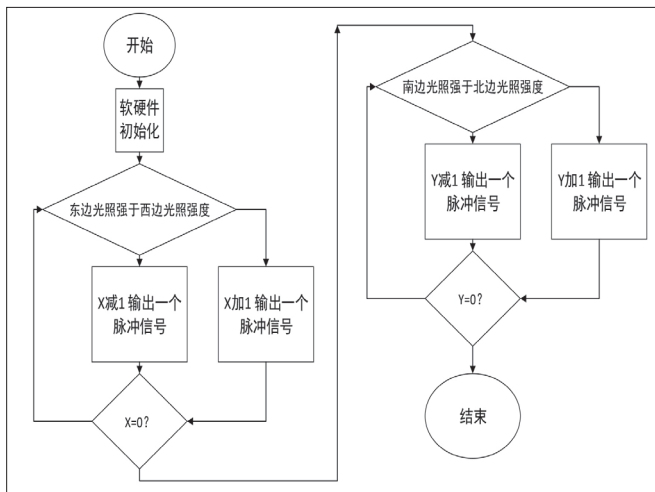 开始
软硬件
初始化
东边光照强于西边光照强度
X减1 输出一个
脉冲信号
X加1 输出一个
脉冲信号
X=0?
南边光照强于北边光照强度
Y减1 输出一个
脉冲信号
Y加1 输出一个
脉冲信号
Y=0?
结束